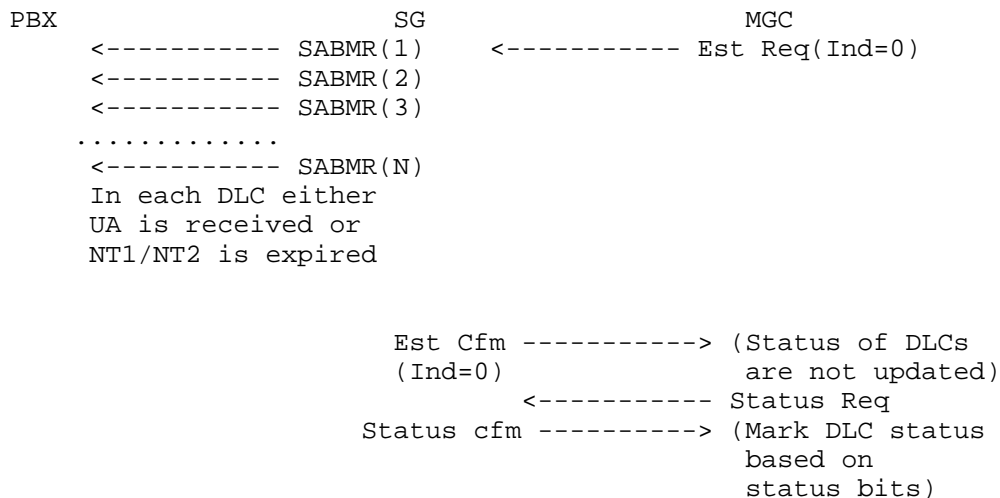 PBX                              SG                            MGC
     <----------- SABMR(1)    <----------- Est Req(Ind=0)
     <----------- SABMR(2)
     <----------- SABMR(3)
    .............
     <----------- SABMR(N)
     In each DLC either
     UA is received or
     NT1/NT2 is expired
                        Est Cfm -----------> (Status of DLCs
                        (Ind=0)               are not updated)
                                <----------- Status Req
                      Status cfm ----------> (Mark DLC status
                                              based on
                                              status bits)